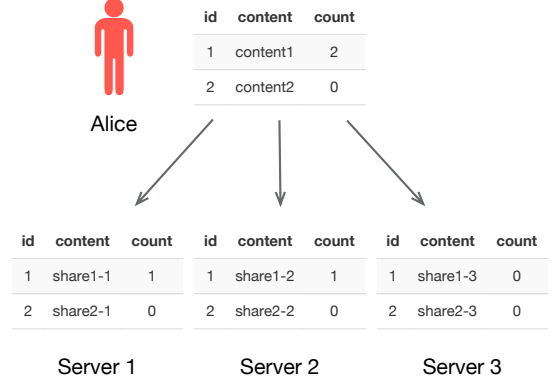 id content count
1 content1 2
2 content2 0
Alice
id content count
1 share1-1 1
2 share2-1 0
id content count
1 share1-2 1
2 share2-2 0
id content count
1 share1-3 0
2 share2-3 0
Server 1
Server 2
Server 3